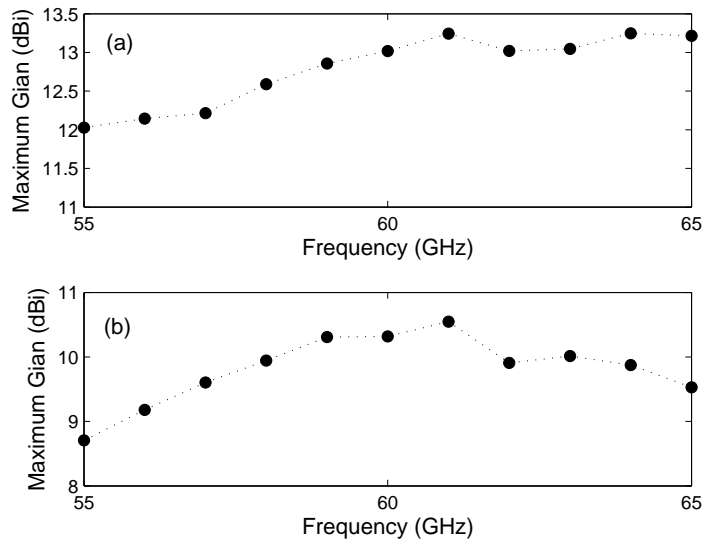 13.5
(a)
13
12.5
12
11.5
11
Maximum Gian (dBi)
55
60
65
Frequency (GHz)
11
(b)
10
9
8
Maximum Gian (dBi)
55
60
65
Frequency (GHz)